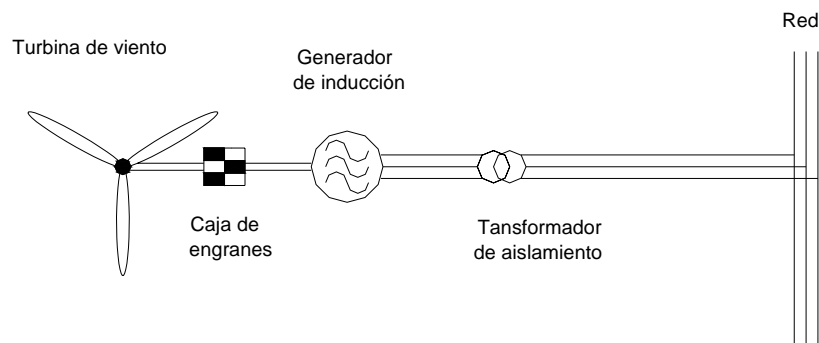 Red
Turbina de viento
Generador
de inducción
Caja de
engranes
Tansformador
de aislamiento